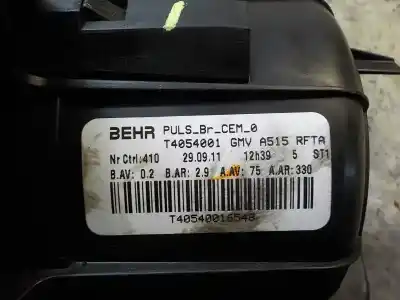 BEHR PULS_Br_CEM_0
T4054001 GMV A515 RFTA
Nr Ctrl:410 29.09.11 12h39 5 ST1
B.AV: 0.2 B.AR: 2.9 A.AV: 75 A.AR:330
T40540016548